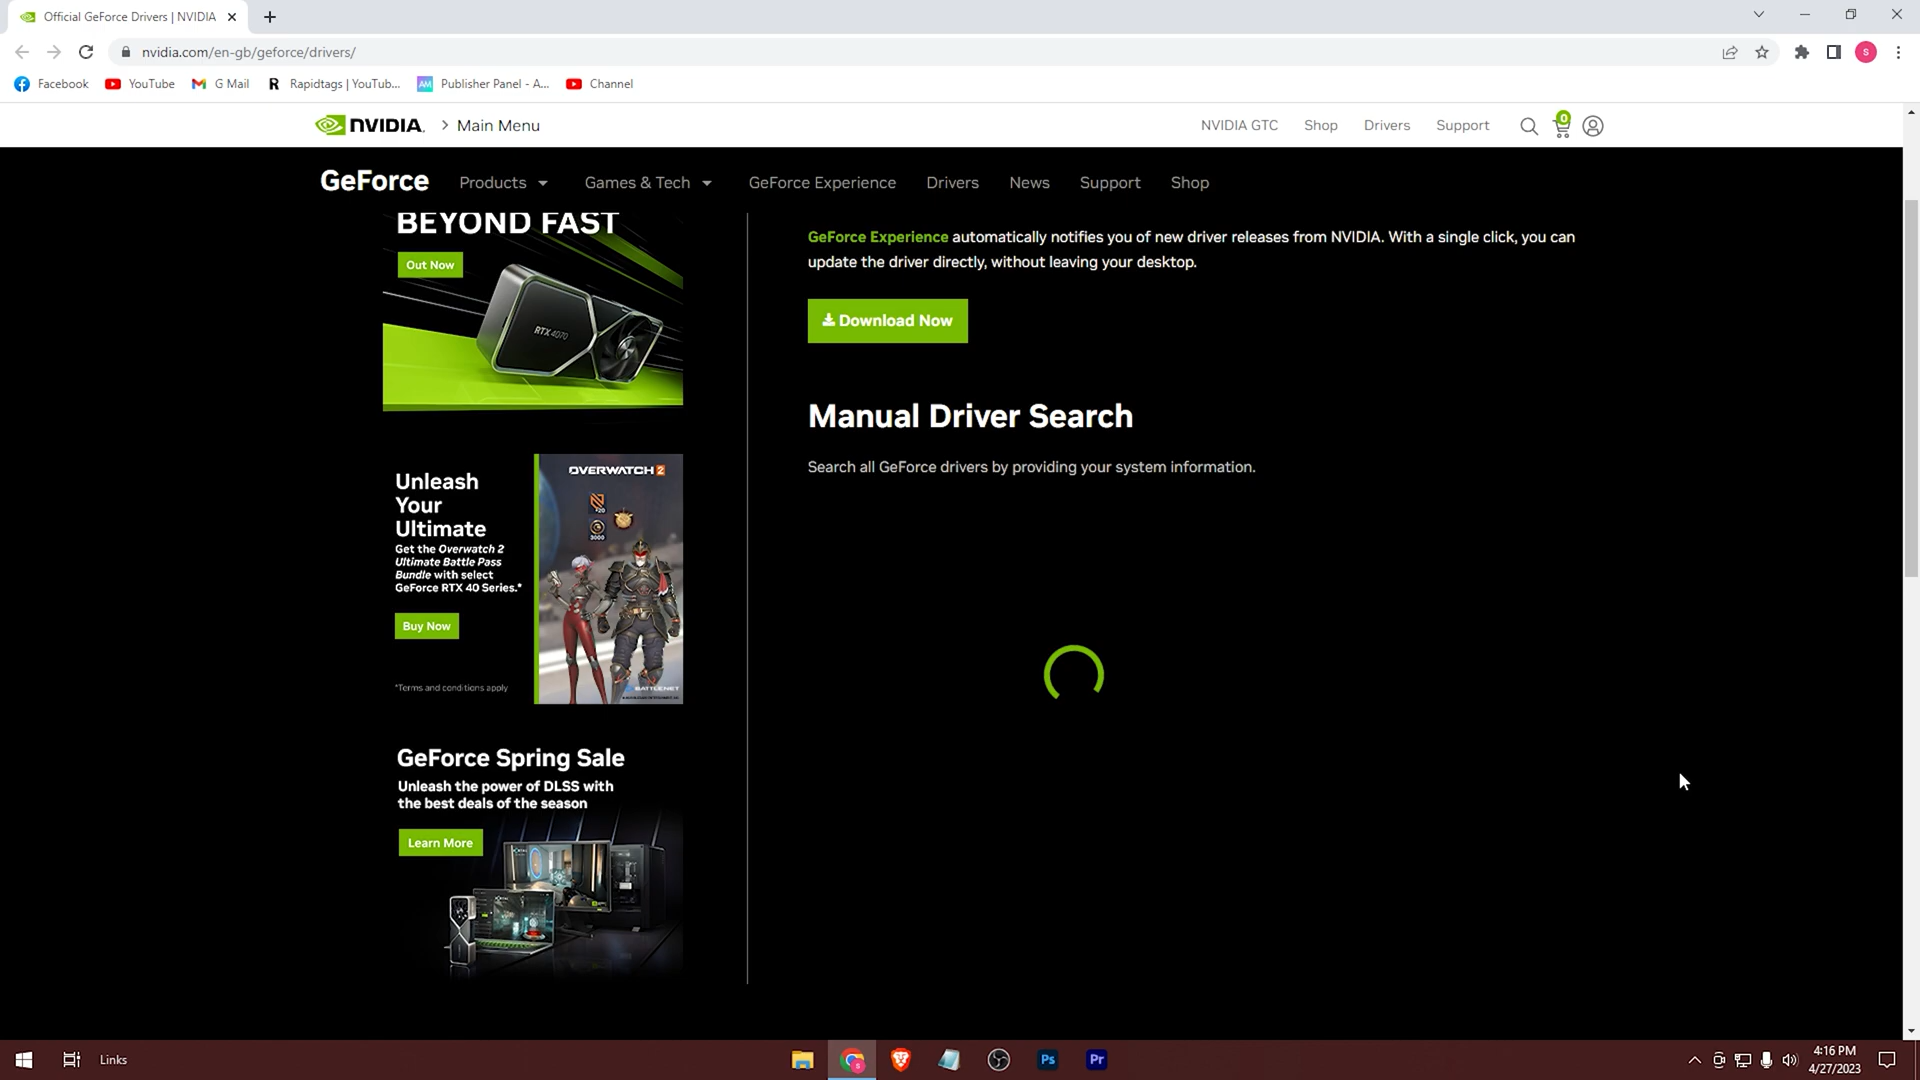 Official GeForce Drivers | NVIDIA
nvidia.com/en-gb/geforce/drivers/
S
Facebook
YouTube
G Mail
R Rapidtags | YouTub...
AM Publisher Panel - A...
Channel
NVIDIA. > Main Menu
NVIDIA GTC
Shop
Drivers
Support
0
GeForce
Products
Games & Tech
GeForce Experience
Drivers
News
Support
Shop
BEYOND FAST
Out Now
RTX 4070
GeForce Experience automatically notifies you of new driver releases from NVIDIA. With a single click, you can
update the driver directly, without leaving your desktop.
Download Now
Manual Driver Search
Search all GeForce drivers by providing your system information.
Unleash
Your
Ultimate
Get the Overwatch 2
Ultimate Battle Pass
Bundle with select
GeForce RTX 40 Series.*
Buy Now
*Terms and conditions apply
OVERWATCH 2
x20
3000
BATTLE.NET
GeForce Spring Sale
Unleash the power of DLSS with
the best deals of the season
Learn More
Links
Ps
Pr
4:16 PM
4/27/2023